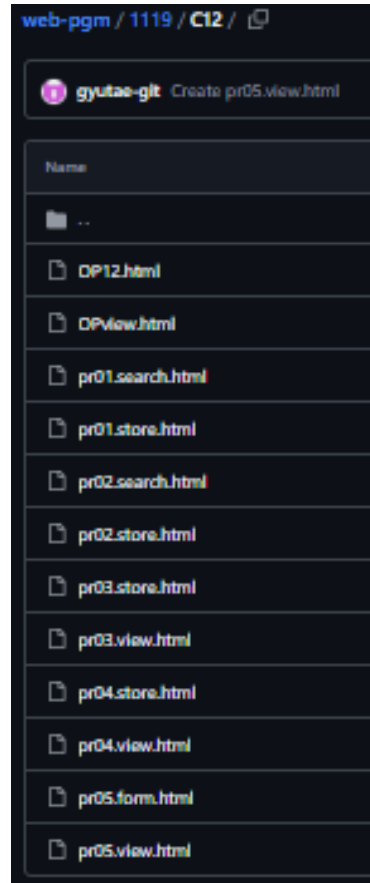 web-pgm / 1119 / C12 /
gyutae-git Create pr05.view.html
Name
..
OP12.html
OPview.html
pr01.search.html
pr01.store.html
pr02.search.html
pr02.store.html
pr03.store.html
pr03.view.html
pr04.store.html
pr04.view.html
pr05.form.html
pr05.view.html